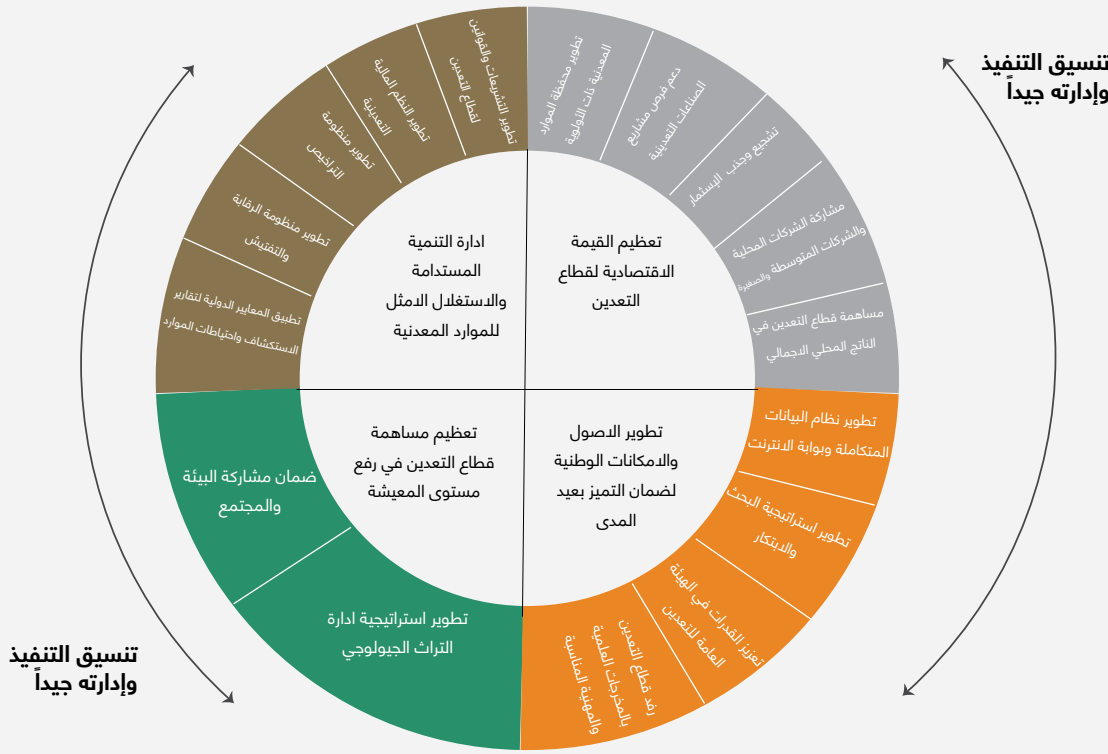 تنسيق التنفيذ
وإدارته جيداً
تطوير محفظة الموارد
المعدنية ذات الأولوية
دعم فرص مشاريع
الصناعات التعدينية
تشجيع وجذب الإستثمار
مشاركة الشركات المحلية
والشركات المتوسطة والصغيرة
مساهمة قطاع التعدين في
الناتج المحلي الاجمالي
تطوير التشريعات والقوانين
لقطاع التعدين
تطوير النظم المالية
التعدينية
تطوير منظومة
التراخيص
تطوير منظومة الرقابة
والتفتيش
تطبيق المعايير الدولية لتقارير
الاستكشاف واحتياطات الموارد
تعظيم القيمة
الاقتصادية لقطاع
التعدين
ادارة التنمية
المستدامة
والاستغلال الامثل
للموارد المعدنية
تطوير الاصول
والامكانات الوطنية
لضمان التميز بعيد
المدى
تعظيم مساهمة
قطاع التعدين في رفع
مستوى المعيشة
تطوير نظام البيانات
المتكاملة وبوابة الانترنت
تطوير استراتيجية البحث
والابتكار
تعزيز القدرات في الهيئة
العامة للتعدين
رفد قطاع التعدين
بالمخرجات العلمية
والمهنية المناسبة
ضمان مشاركة البيئة
والمجتمع
تطوير استراتيجية ادارة
التراث الجيولوجي
تنسيق التنفيذ
وإدارته جيداً